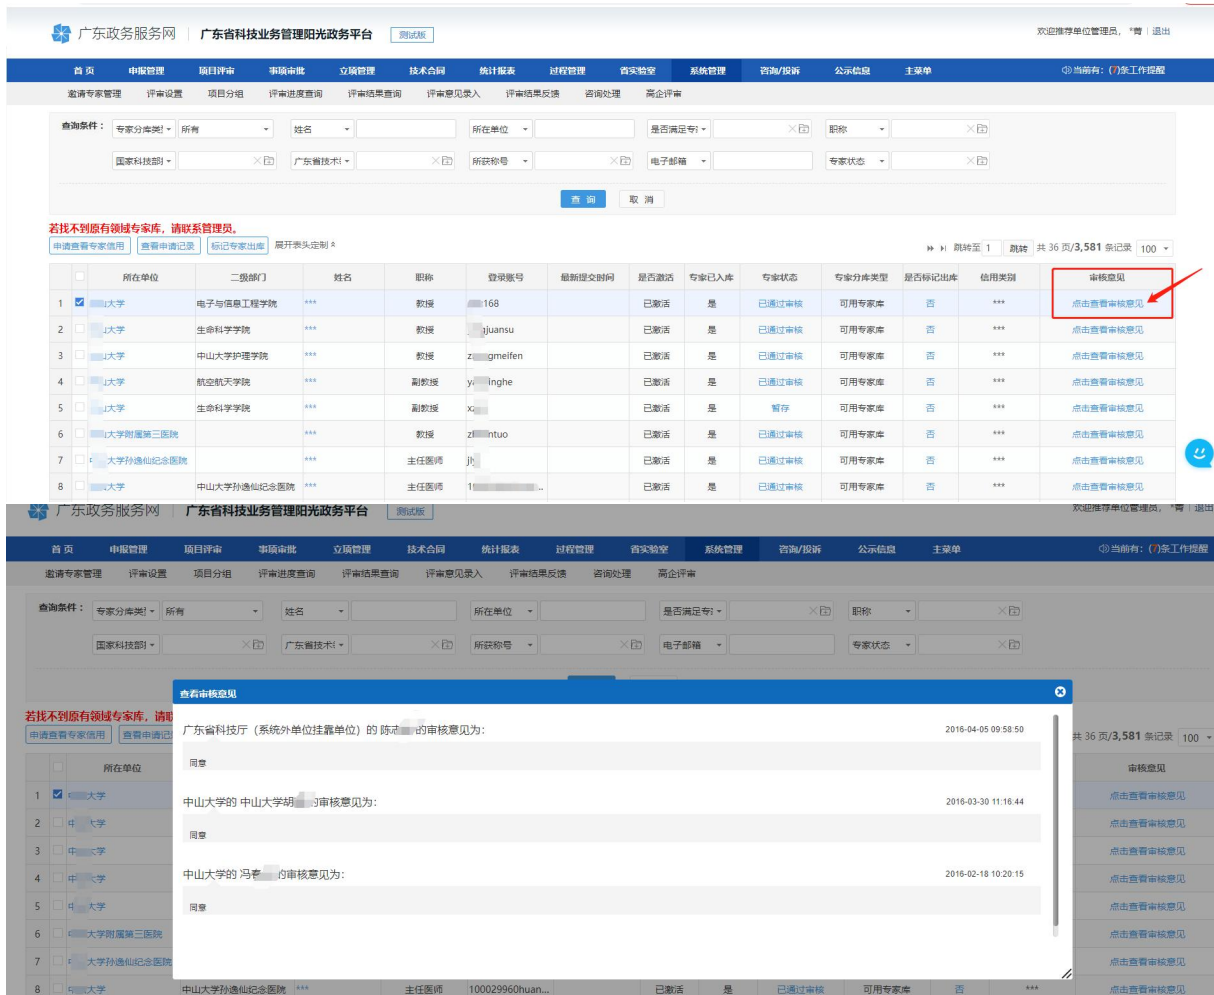 广东政务服务网 广东省科技业务管理阳光政务平台 测试版 欢迎推荐单位管理员， *菁 退出
首页 申报管理 项目评审 事项审批 立项管理 技术合同 统计报表 过程管理 省实验室 系统管理 咨询/投诉 公示信息 主菜单 当前有：(7)条工作提醒
邀请专家管理 评审设置 项目分组 评审进度查询 评审结果查询 评审意见录入 评审结果反馈 咨询处理 高企评审
查询条件： 专家分库类 所有 姓名 所在单位 是否满足专 职称
国家科技部 广东省技术 所获称号 电子邮箱 专家状态
查 询 取 消
若找不到原有领域专家库，请联系管理员。
申请查看专家信用 查看申请记录 标记专家出库 展开表头定制 跳转至 1 跳转 共 36 页/3,581 条记录 100
所在单位 二级部门 姓名 职称 登录账号 最新提交时间 是否激活 专家已入库 专家状态 专家分库类型 是否标记出库 信用类别 审核意见
1 大学 电子与信息工程学院 *** 教授 168 已激活 是 已通过审核 可用专家库 否 *** 点击查看审核意见
2 大学 生命科学学院 *** 教授 juansu 已激活 是 已通过审核 可用专家库 否 *** 点击查看审核意见
3 大学 中山大学护理学院 *** 教授 z gmeifen 已激活 是 已通过审核 可用专家库 否 *** 点击查看审核意见
4 大学 航空航天学院 *** 副教授 y inghe 已激活 是 已通过审核 可用专家库 否 *** 点击查看审核意见
5 大学 生命科学学院 *** 副教授 xz 已激活 是 暂存 可用专家库 否 *** 点击查看审核意见
6 大学附属第三医院 *** 教授 zl ntuo 已激活 是 已通过审核 可用专家库 否 *** 点击查看审核意见
7 大学孙逸仙纪念医院 *** 主任医师 jl 已激活 是 已通过审核 可用专家库 否 *** 点击查看审核意见
8 大学 中山大学孙逸仙纪念医院 *** 主任医师 1 ... 已激活 是 已通过审核 可用专家库 否 *** 点击查看审核意见
广东政务服务网 广东省科技业务管理阳光政务平台 测试版 欢迎推荐单位管理员， *菁 退出
首页 申报管理 项目评审 事项审批 立项管理 技术合同 统计报表 过程管理 省实验室 系统管理 咨询/投诉 公示信息 主菜单 当前有：(7)条工作提醒
邀请专家管理 评审设置 项目分组 评审进度查询 评审结果查询 评审意见录入 评审结果反馈 咨询处理 高企评审
查询条件： 专家分库类 所有 姓名 所在单位 是否满足专 职称
国家科技部 广东省技术 所获称号 电子邮箱 专家状态
查看审核意见
若找不到原有领域专家库，请联
申请查看专家信用 查看申请记 共 36 页/3,581 条记录 100
广东省科技厅（系统外单位挂靠单位）的 陈志 的审核意见为： 2016-04-05 09:58:50
同意
所在单位 审核意见
1 大学 点击查看审核意见
中山大学的 中山大学胡 的审核意见为： 2016-03-30 11:16:44
2 大学 点击查看审核意见
同意
3 大学 点击查看审核意见
中山大学的 冯春 的审核意见为： 2016-02-18 10:20:15
4 大学 点击查看审核意见
同意
5 大学 点击查看审核意见
6 大学附属第三医院 点击查看审核意见
7 大学孙逸仙纪念医院 点击查看审核意见
8 大学 中山大学孙逸仙纪念医院 *** 主任医师 100029960huan... 已激活 是 已通过审核 可用专家库 否 *** 点击查看审核意见